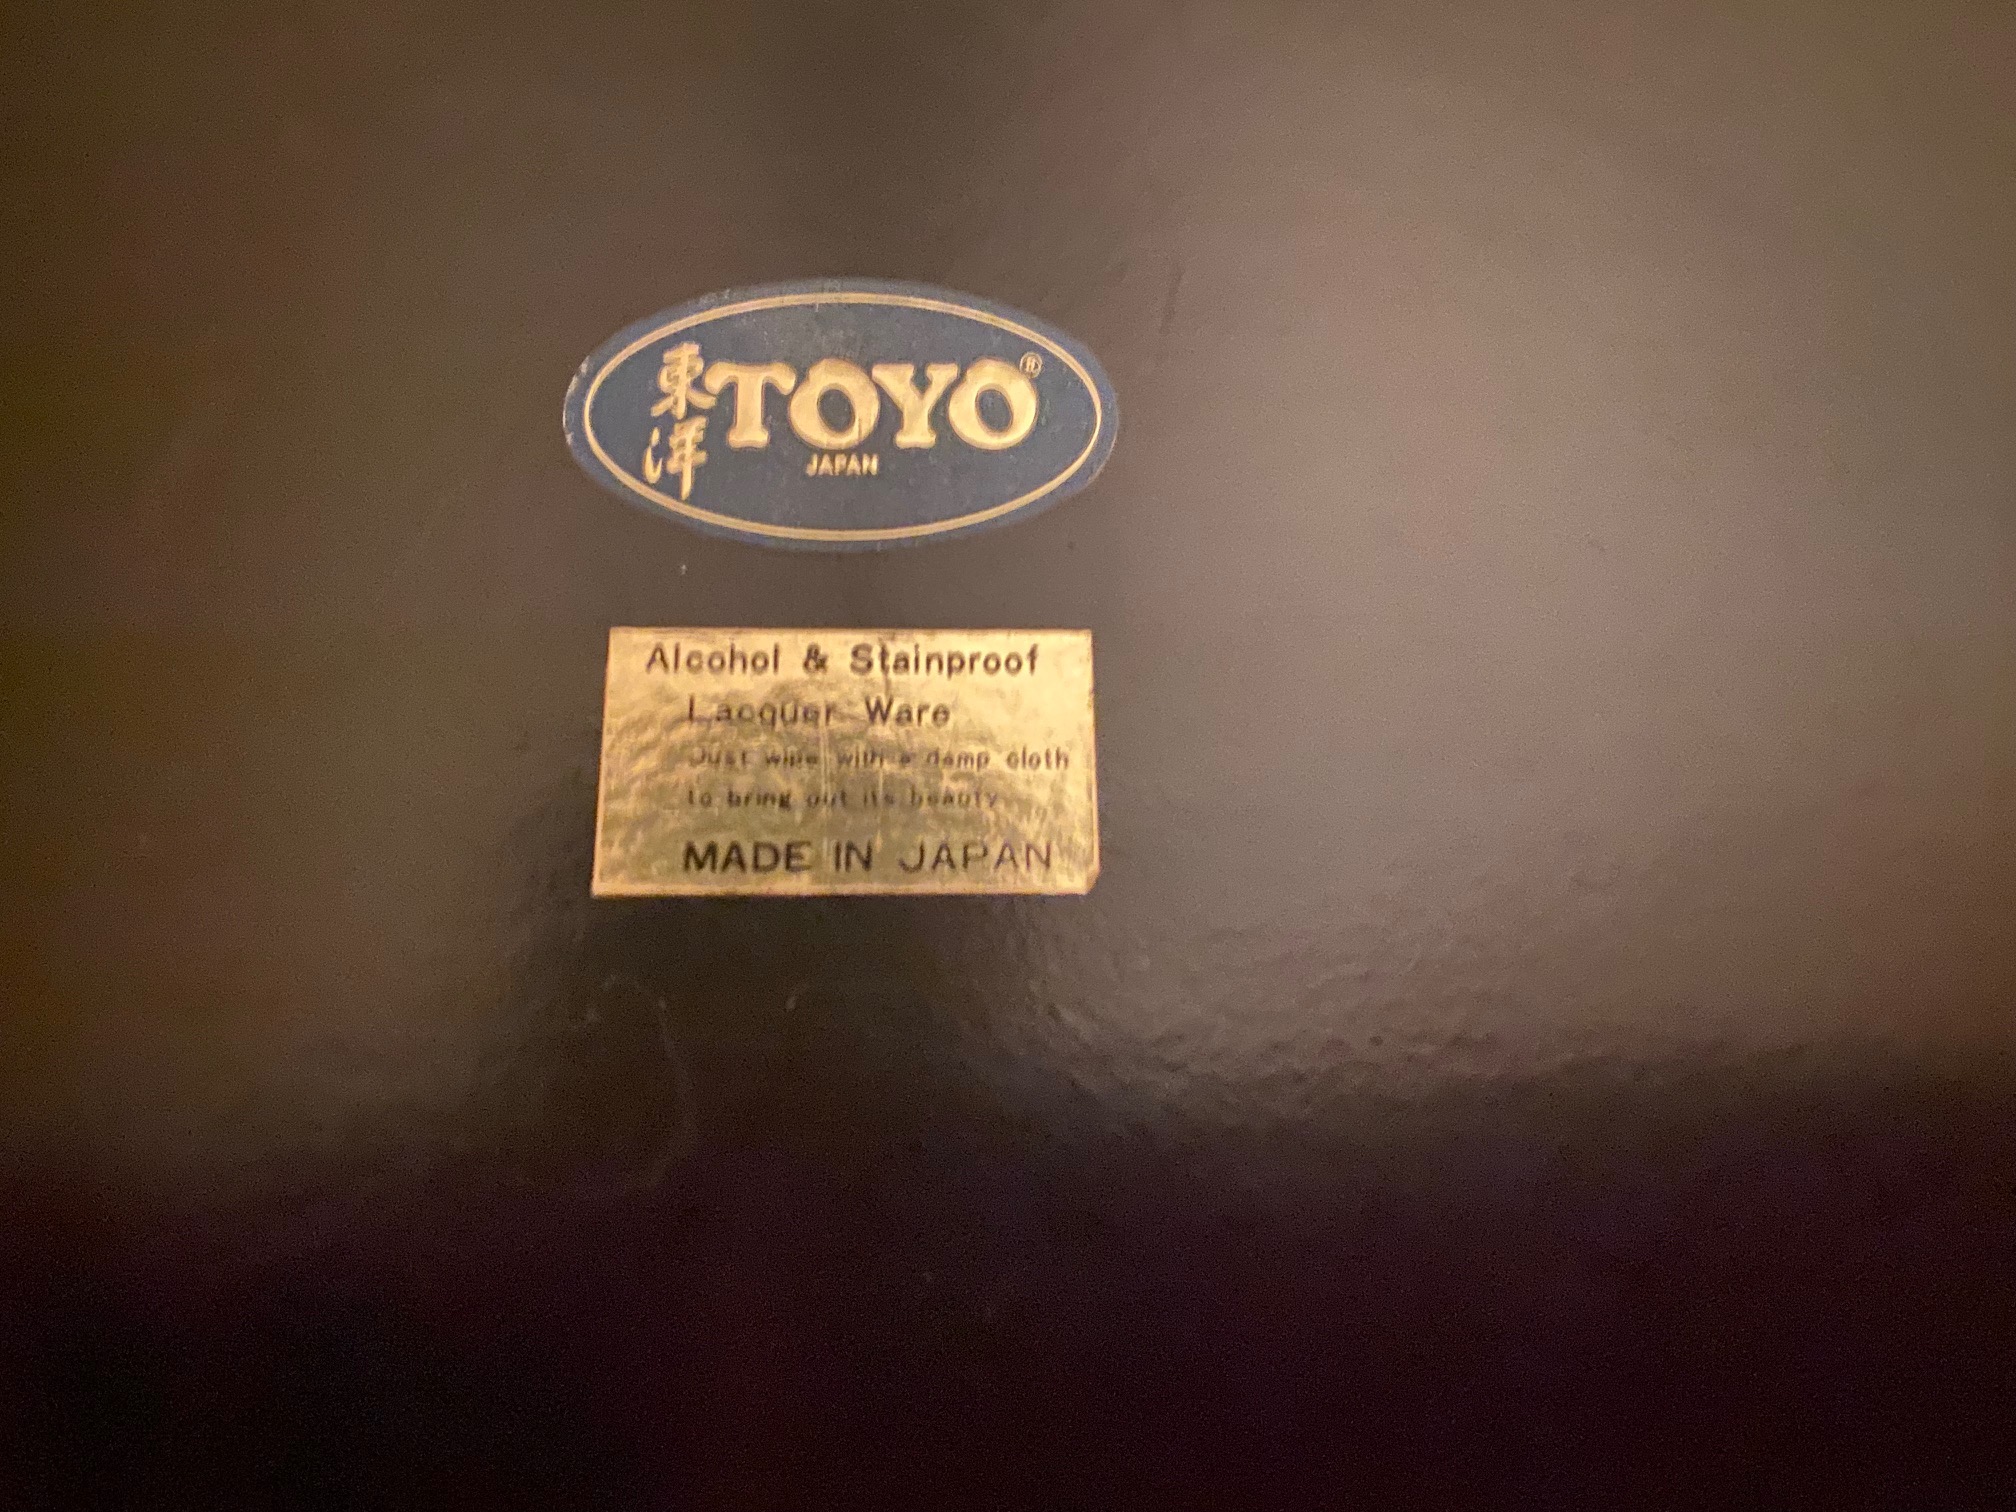 東洋
TOYO®
JAPAN
Alcohol & Stainproof
Lacquer Ware
Just wipe with a damp cloth
to bring out its beauty
MADE IN JAPAN